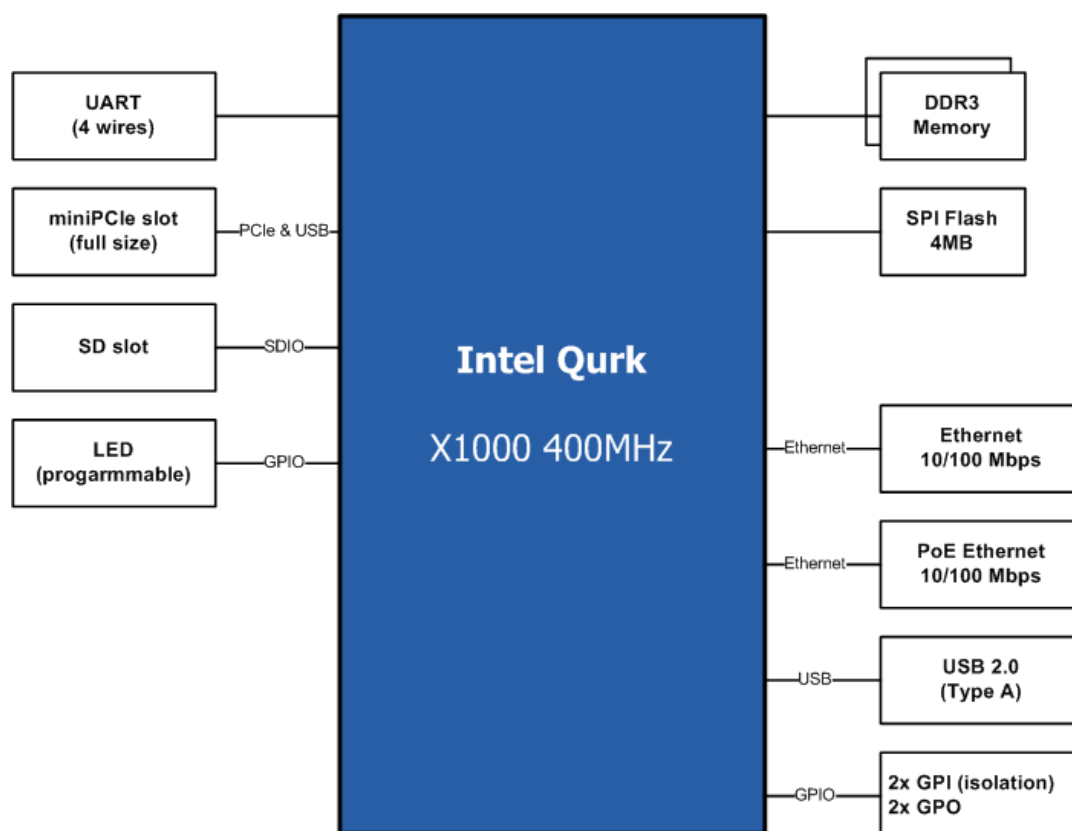 UART
(4 wires)
miniPCIe slot
(full size)
PCIe & USB
SD slot
SDIO
LED
(progarmmable)
GPIO
Intel Qurk
X1000 400MHz
DDR3
Memory
SPI Flash
4MB
Ethernet
Ethernet
10/100 Mbps
Ethernet
PoE Ethernet
10/100 Mbps
USB
USB 2.0
(Type A)
GPIO
2x GPI (isolation)
2x GPO